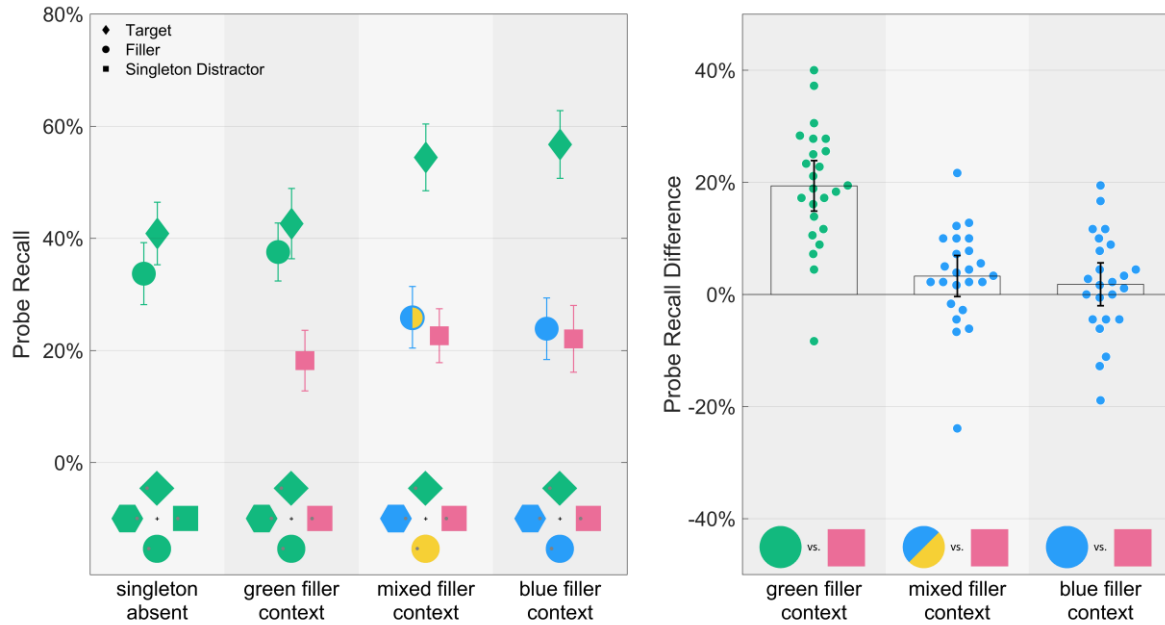 80%
60%
40%
20%
0%
Probe Recall
Target
Filler
Singleton Distractor
singleton
absent
green filler
context
mixed filler
context
blue filler
context
40%
20%
0%
-20%
-40%
Probe Recall Difference
vs.
vs.
vs.
green filler
context
mixed filler
context
blue filler
context